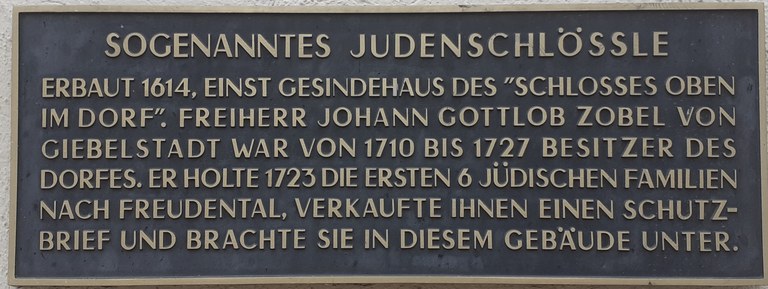 SOGENANNTES JUDENSCHLÖSSLE
ERBAUT 1614, EINST GESINDEHAUS DES "SCHLOSSES OBEN
IM DORF". FREIHERR JOHANN GOTTLOB ZOBEL VON
GIEBELSTADT WAR VON 1710 BIS 1727 BESITZER DES
DORFES. ER HOLTE 1723 DIE ERSTEN 6 JÜDISCHEN FAMILIEN
NACH FREUDENTAL, VERKAUFTE IHNEN EINEN SCHUTZ-
BRIEF UND BRACHTE SIE IN DIESEM GEBÄUDE UNTER.